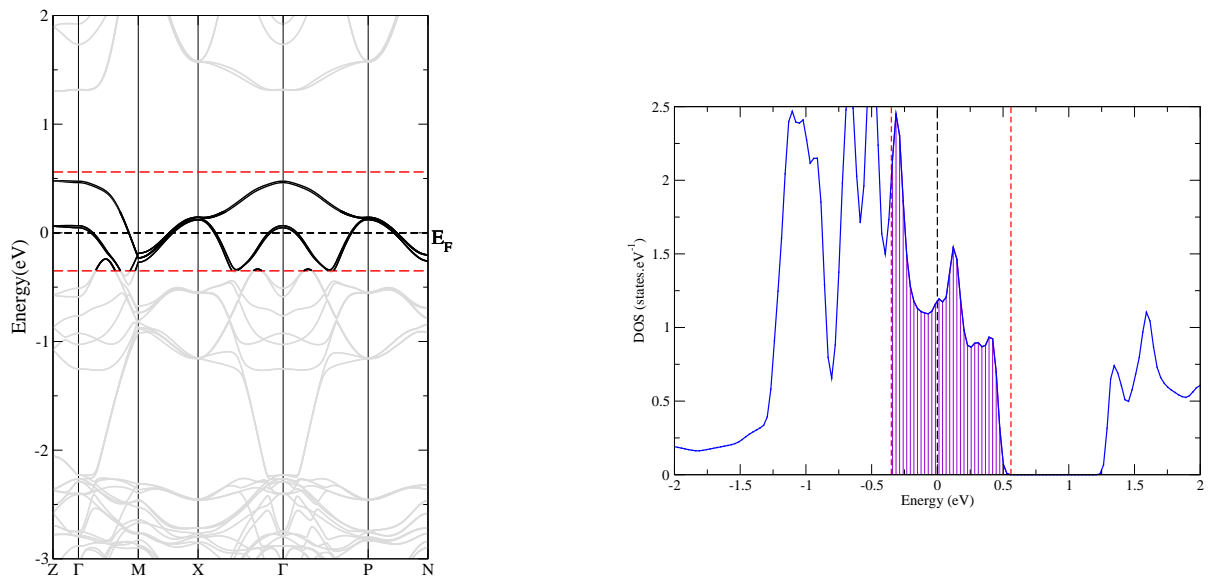 2
1
0
-1
-2
-3
Energy(eV)
E_F
Z Γ M X Γ P N
2.5
2
1.5
1
0.5
0
DOS (states.eV⁻¹)
-2 -1.5 -1 -0.5 0 0.5 1 1.5 2
Energy (eV)